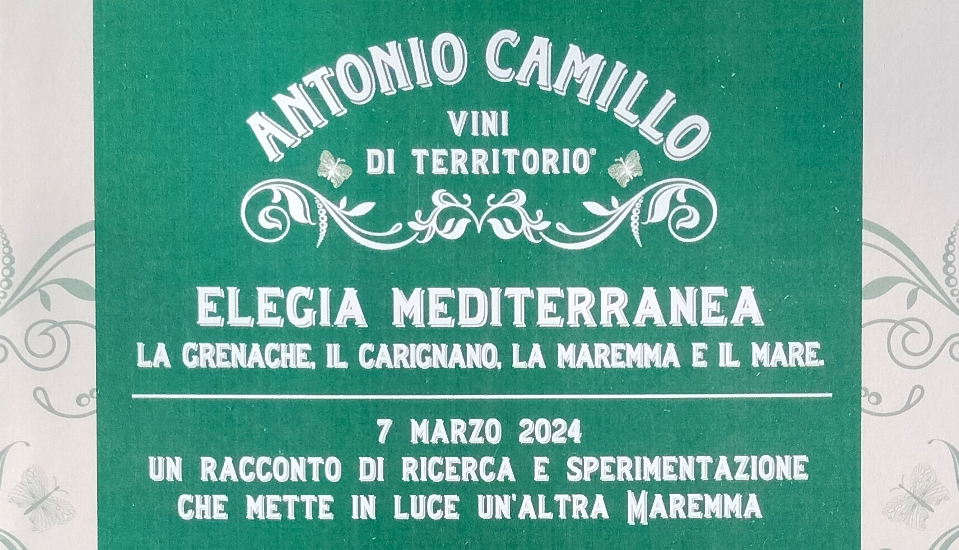 ANTONIO CAMILLO
VINI
DI TERRITORIO®
ELEGIA MEDITERRANEA
LA GRENACHE, IL CARIGNANO, LA MAREMMA E IL MARE.
7 MARZO 2024
UN RACCONTO DI RICERCA E SPERIMENTAZIONE
CHE METTE IN LUCE UN'ALTRA MAREMMA